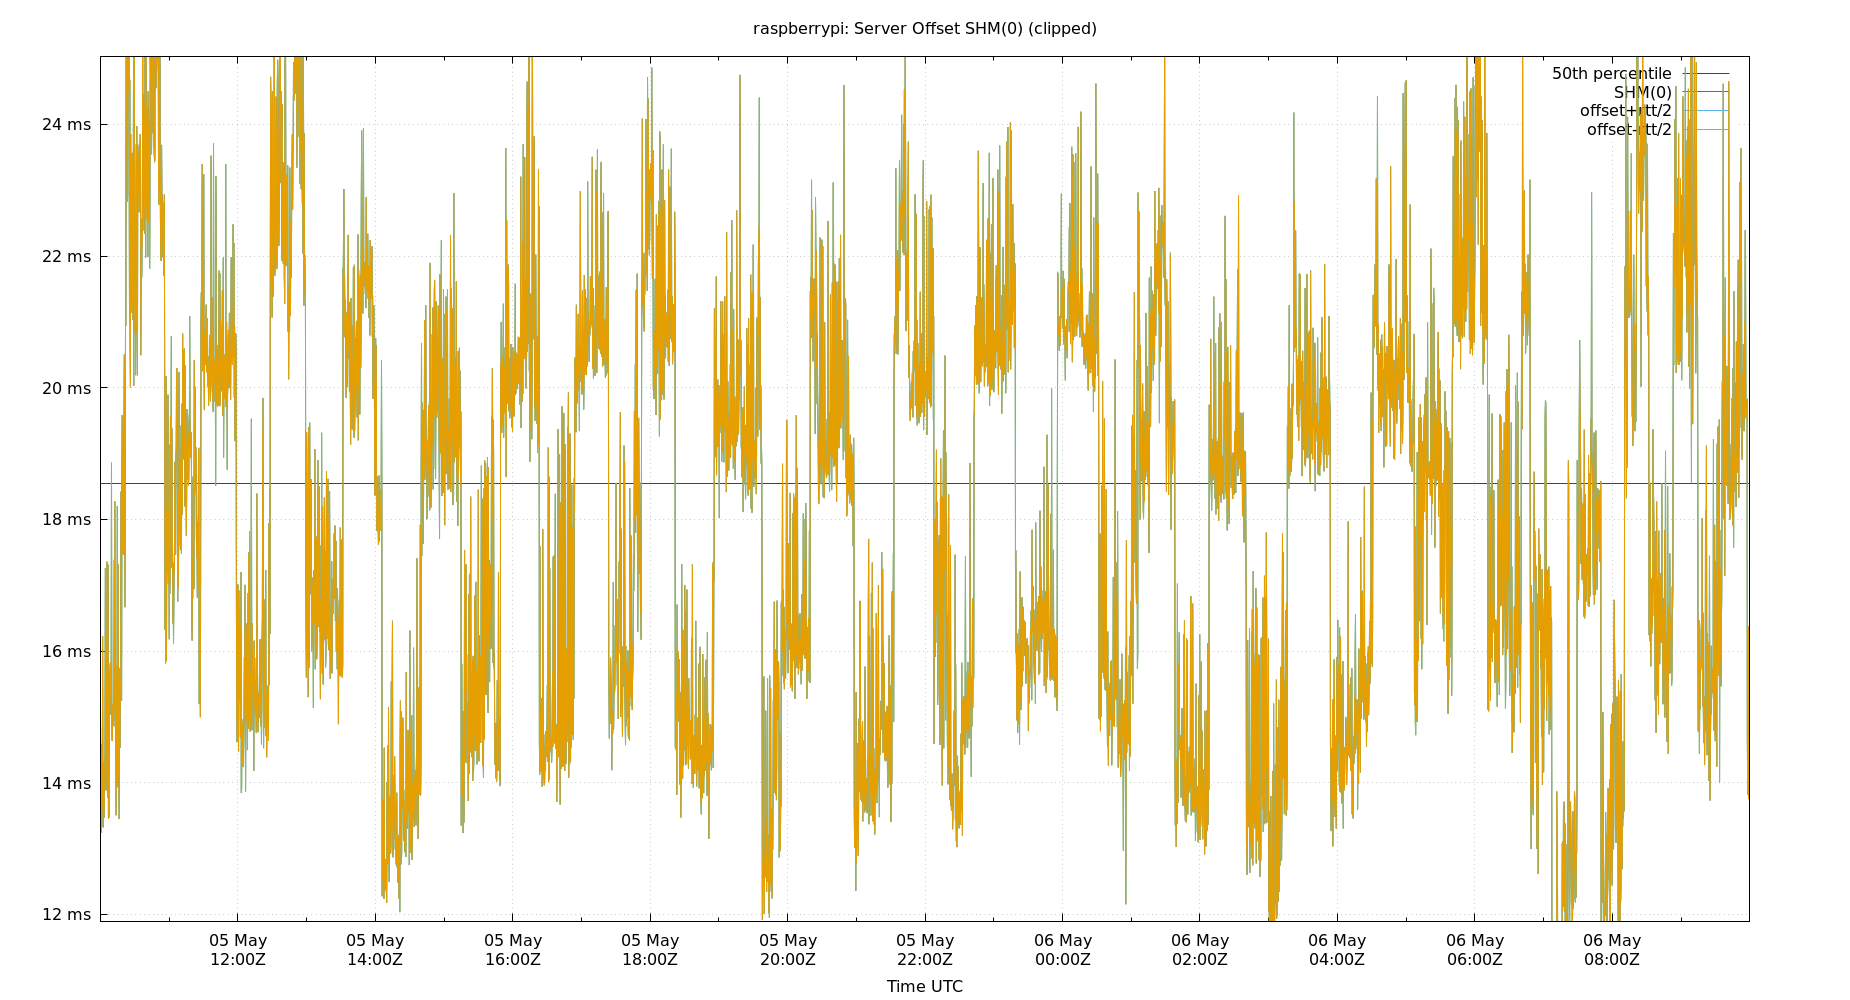 raspberrypi: Server Offset SHM(0) (clipped)
50th percentile
SHM(0)
offset+rtt/2
offset-rtt/2
24 ms
22 ms
20 ms
18 ms
16 ms
14 ms
12 ms
05 May 05 May 05 May 05 May 05 May 05 May 06 May 06 May 06 May 06 May 06 May
12:00Z 14:00Z 16:00Z 18:00Z 20:00Z 22:00Z 00:00Z 02:00Z 04:00Z 06:00Z 08:00Z
Time UTC